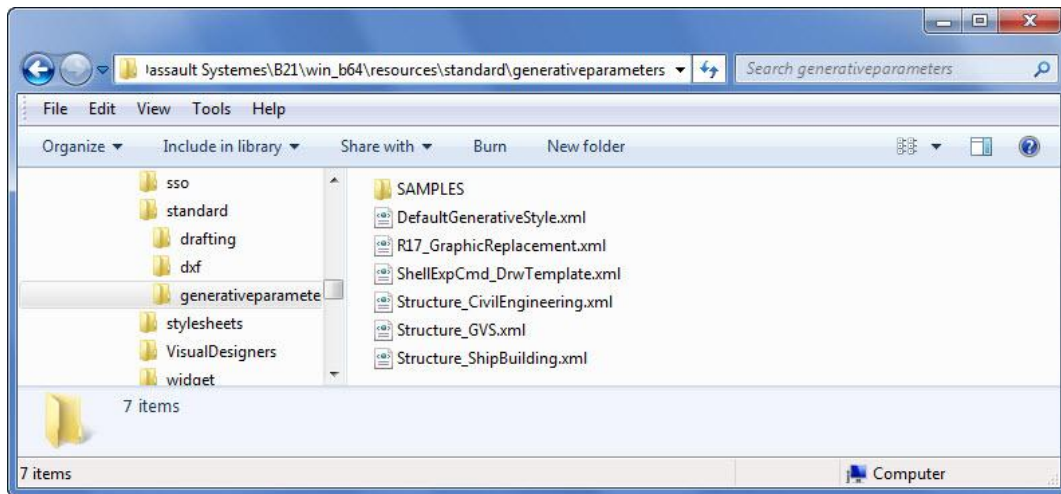 !assault Systemes\B21\win_b64\resources\standard\generativeparameters
Search generativeparameters
File Edit View Tools Help
Organize Include in library Share with Burn New folder
sso
standard
drafting
dxf
generativeparamete
stylesheets
VisualDesigners
widget
SAMPLES
DefaultGenerativeStyle.xml
R17_GraphicReplacement.xml
ShellExpCmd_DrwTemplate.xml
Structure_CivilEngineering.xml
Structure_GVS.xml
Structure_ShipBuilding.xml
7 items
7 items
Computer